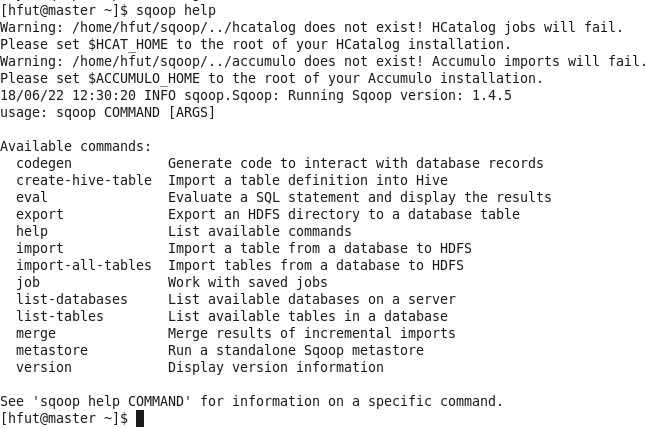 [hfut@master ~]$ sqoop help
Warning: /home/hfut/sqoop/../hcatalog does not exist! HCatalog jobs will fail.
Please set $HCAT_HOME to the root of your HCatalog installation.
Warning: /home/hfut/sqoop/../accumulo does not exist! Accumulo imports will fail.
Please set $ACCUMULO_HOME to the root of your Accumulo installation.
18/06/22 12:30:20 INFO sqoop.Sqoop: Running Sqoop version: 1.4.5
usage: sqoop COMMAND [ARGS]

Available commands:
  codegen            Generate code to interact with database records
  create-hive-table  Import a table definition into Hive
  eval               Evaluate a SQL statement and display the results
  export             Export an HDFS directory to a database table
  help               List available commands
  import             Import a table from a database to HDFS
  import-all-tables  Import tables from a database to HDFS
  job                Work with saved jobs
  list-databases     List available databases on a server
  list-tables        List available tables in a database
  merge              Merge results of incremental imports
  metastore          Run a standalone Sqoop metastore
  version            Display version information

See 'sqoop help COMMAND' for information on a specific command.
[hfut@master ~]$